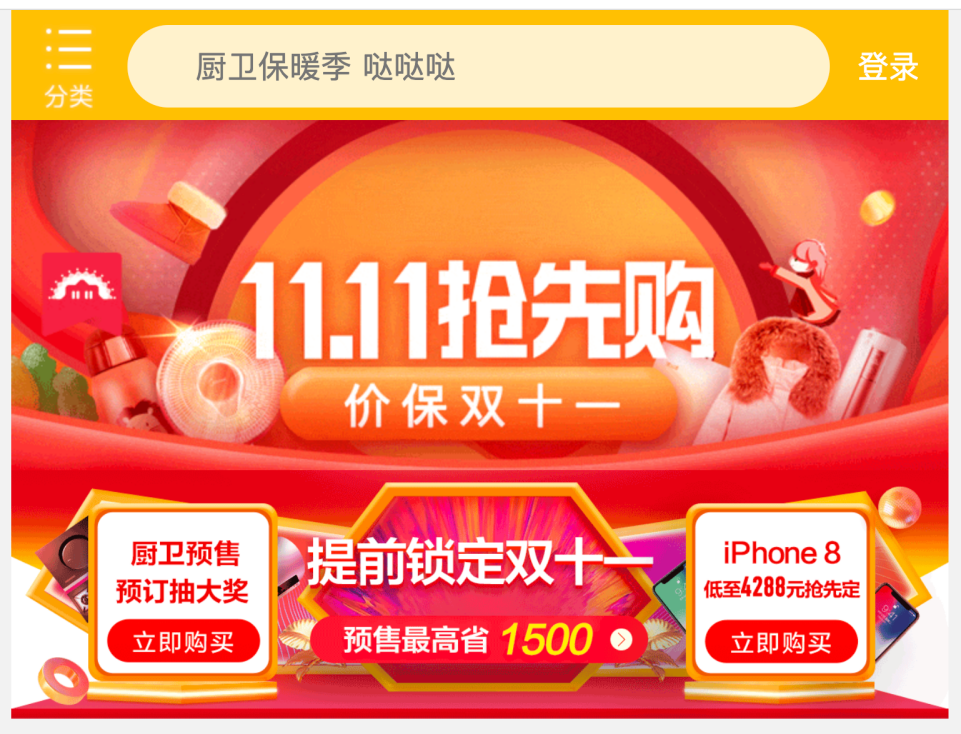 分类
厨卫保暖季 哒哒哒
登录
11.11抢先购
价保双十一
厨卫预售
预订抽大奖
立即购买
提前锁定双十一
预售最高省 1500
iPhone 8
低至4288元抢先定
立即购买